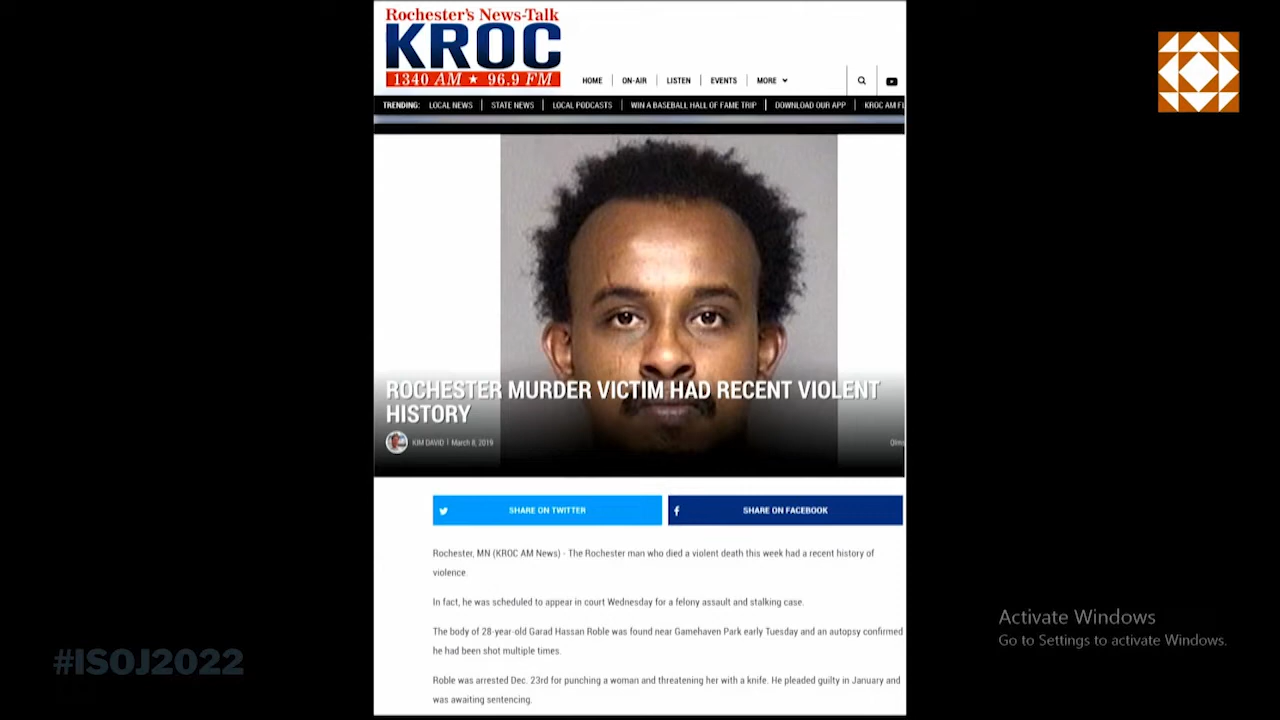 Rochester's News-Talk
KROC
1340 AM ★ 96.9 FM
HOME
ON-AIR
LISTEN
EVENTS
MORE
TRENDING:
LOCAL NEWS
STATE NEWS
LOCAL PODCASTS
WIN A BASEBALL HALL OF FAME TRIP
DOWNLOAD OUR APP
KROC AM
ROCHESTER MURDER VICTIM HAD RECENT VIOLENT
HISTORY
KIM DAVID | March 8, 2019
SHARE ON TWITTER
SHARE ON FACEBOOK
Rochester, MN (KROC AM News) - The Rochester man who died a violent death this week had a recent history of
violence.
In fact, he was scheduled to appear in court Wednesday for a felony assault and stalking case.
The body of 28-year-old Garad Hassan Roble was found near Gamehaven Park early Tuesday and an autopsy confirmed
he had been shot multiple times.
Roble was arrested Dec. 23rd for punching a woman and threatening her with a knife. He pleaded guilty in January and
was awaiting sentencing.
#ISOJ2022
Activate Windows
Go to Settings to activate Windows.